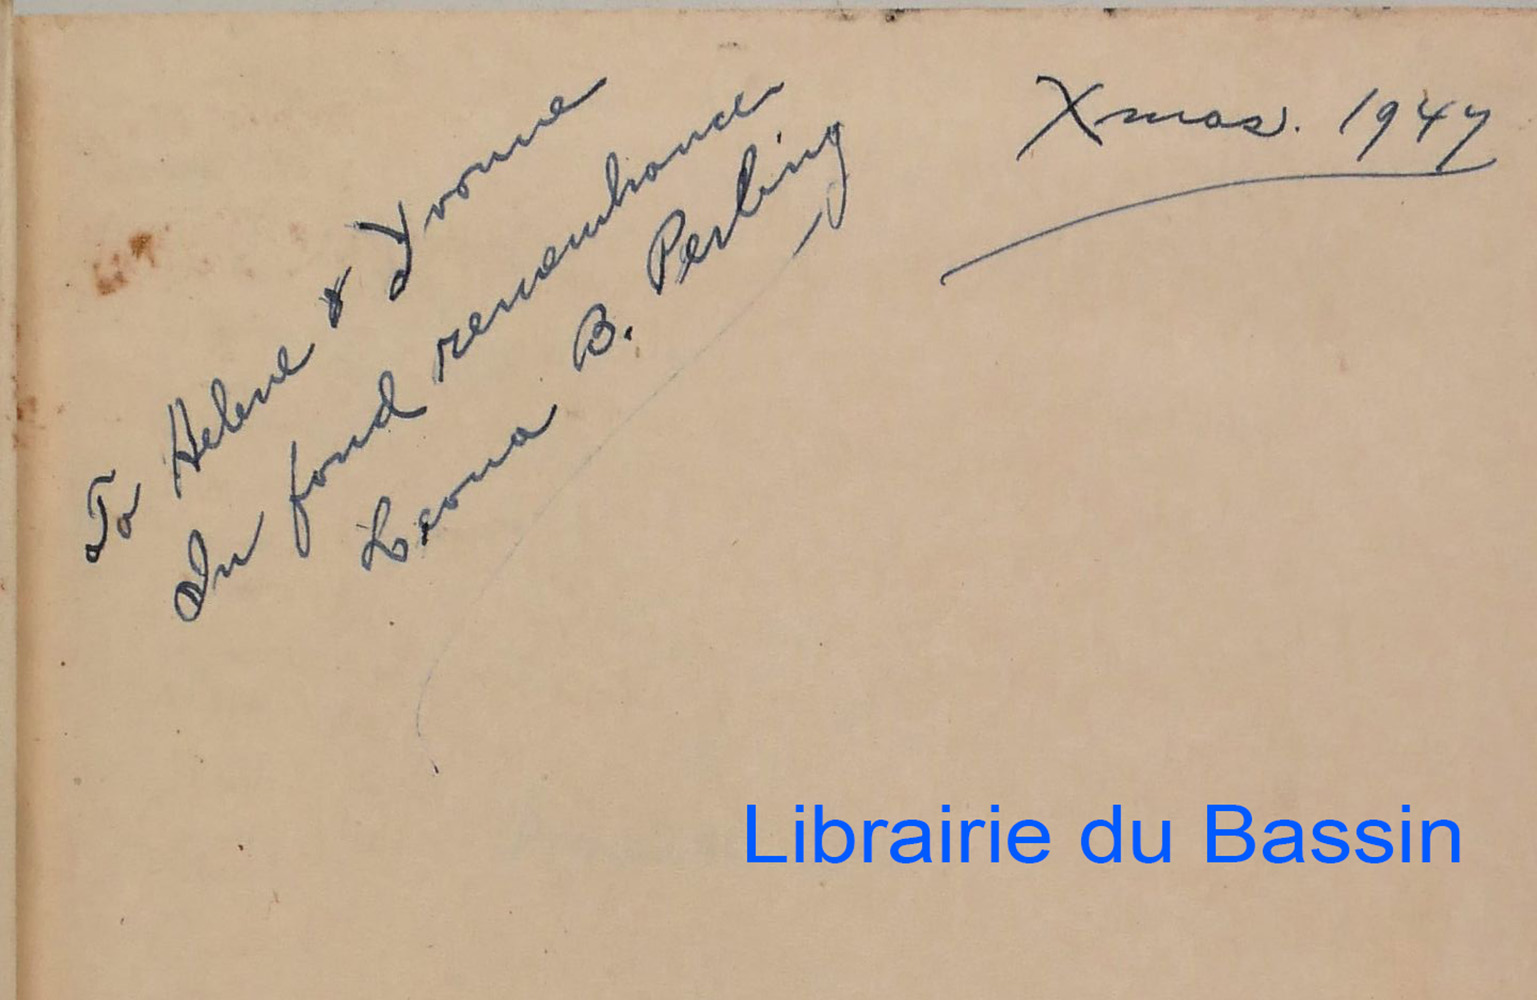 To Helene & Yvonne
In fond remembrance
Leona B. Perling
Xmas. 1947
Librairie du Bassin